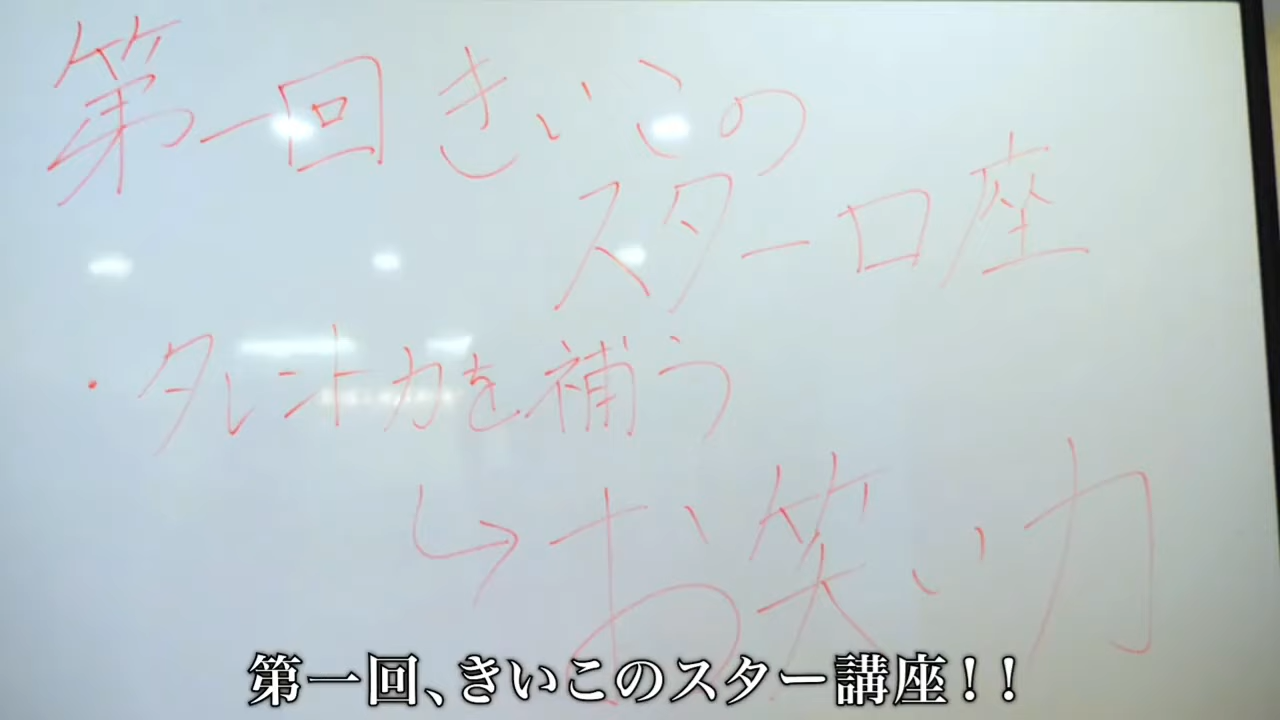 第一回 きいこの
スター口座
・タレント力を補う
↳お笑い力
第一回、きいこのスター講座!!